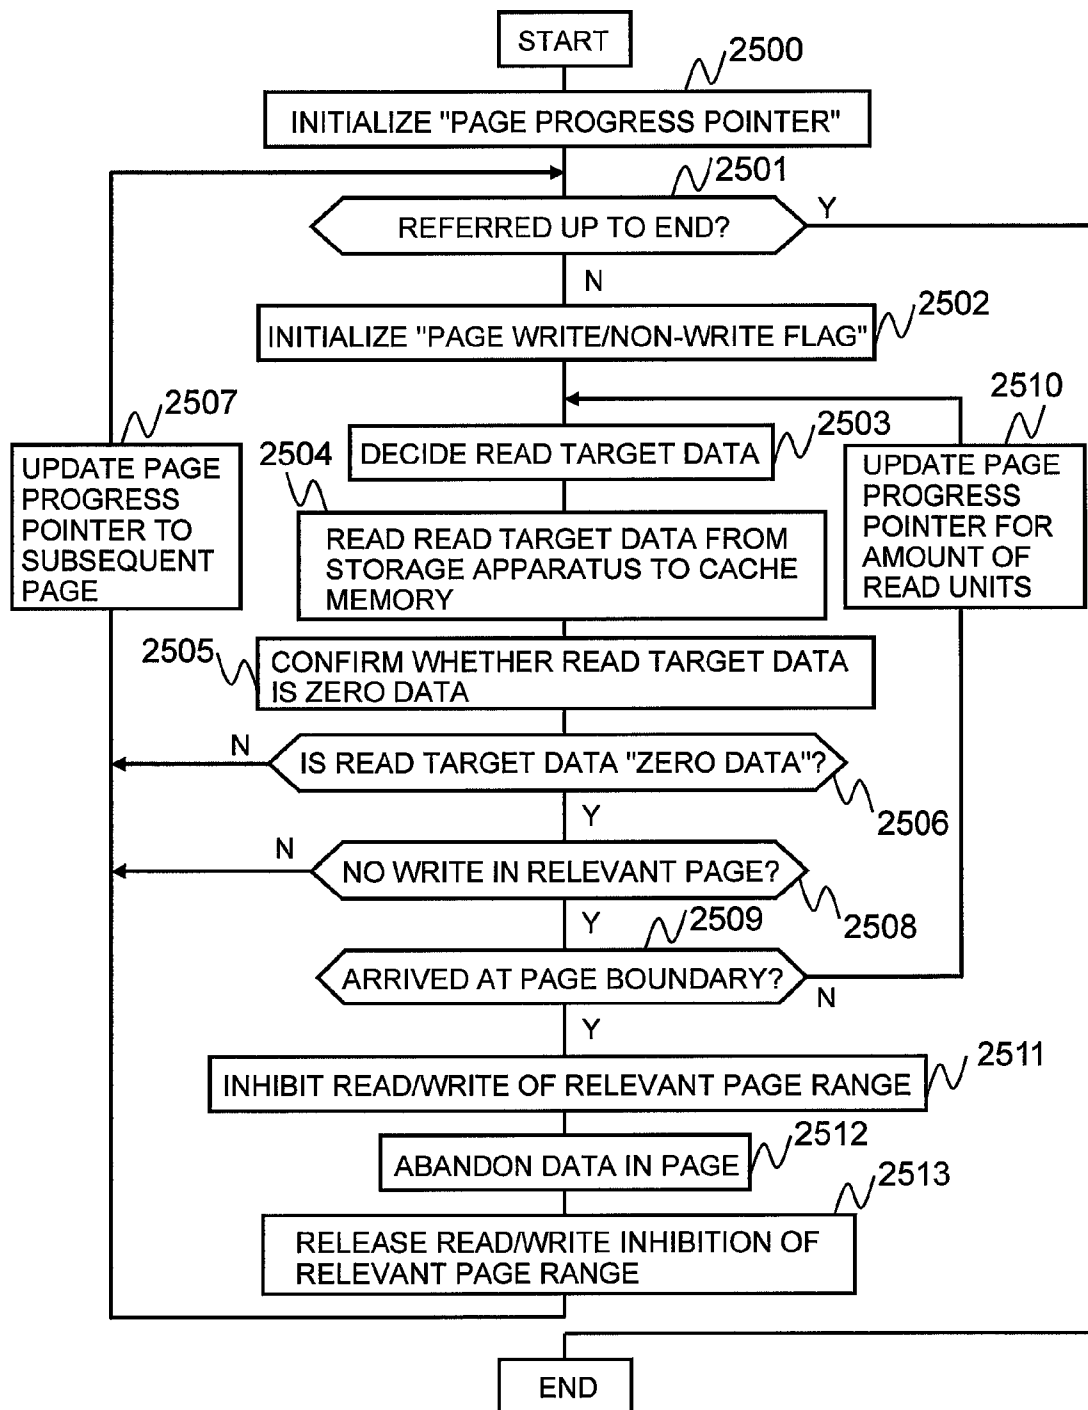 START
2500
INITIALIZE "PAGE PROGRESS POINTER"
2501
REFERRED UP TO END?
Y
N
2502
INITIALIZE "PAGE WRITE/NON-WRITE FLAG"
2507
UPDATE PAGE
PROGRESS
POINTER TO
SUBSEQUENT
PAGE
2503
DECIDE READ TARGET DATA
2510
UPDATE PAGE
PROGRESS
POINTER FOR
AMOUNT OF
READ UNITS
2504
READ READ TARGET DATA FROM
STORAGE APPARATUS TO CACHE
MEMORY
2505
CONFIRM WHETHER READ TARGET DATA
IS ZERO DATA
N
IS READ TARGET DATA "ZERO DATA"?
2506
Y
N
NO WRITE IN RELEVANT PAGE?
2508
Y
2509
ARRIVED AT PAGE BOUNDARY?
N
Y
2511
INHIBIT READ/WRITE OF RELEVANT PAGE RANGE
2512
ABANDON DATA IN PAGE
2513
RELEASE READ/WRITE INHIBITION OF
RELEVANT PAGE RANGE
END